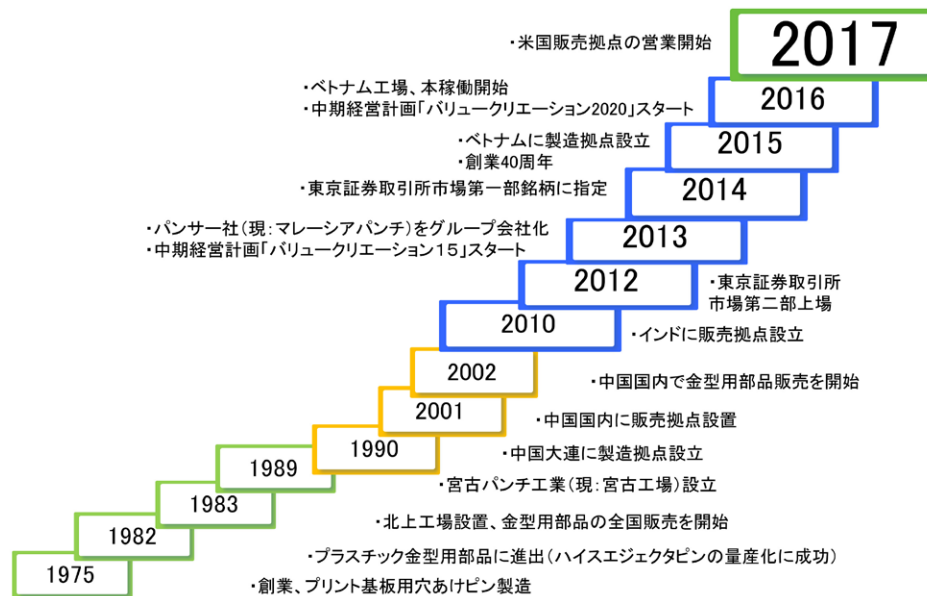 ・米国販売拠点の営業開始
2017
・ベトナム工場、本稼働開始
・中期経営計画「バリュークリエーション2020」スタート
2016
・ベトナムに製造拠点設立
・創業40周年
2015
・東京証券取引所市場第一部銘柄に指定
2014
・パンサー社(現:マレーシアパンチ)をグループ会社化
・中期経営計画「バリュークリエーション15」スタート
2013
2012
・東京証券取引所
市場第二部上場
2010
・インドに販売拠点設立
2002
・中国国内で金型用部品販売を開始
2001
・中国国内に販売拠点設置
1990
・中国大連に製造拠点設立
1989
・宮古パンチ工業(現:宮古工場)設立
1983
・北上工場設置、金型用部品の全国販売を開始
1982
・プラスチック金型用部品に進出(ハイスエジェクタピンの量産化に成功)
1975
・創業、プリント基板用穴あけピン製造